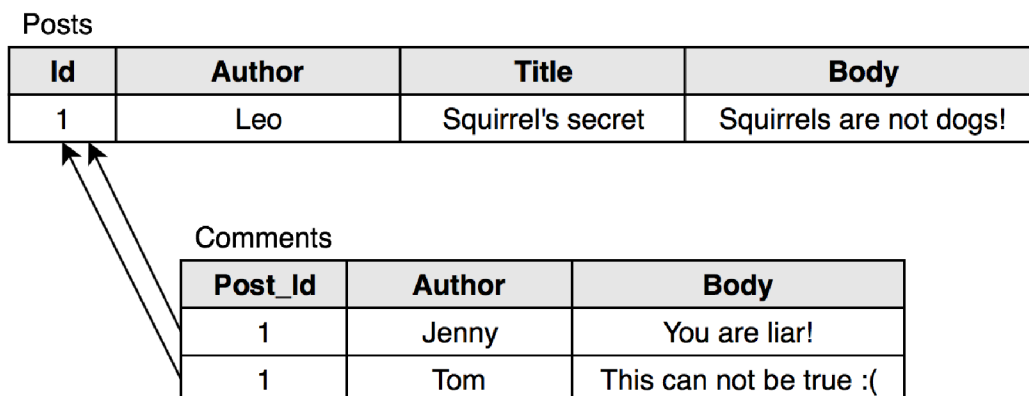 Posts
Id Author Title Body
1 Leo Squirrel's secret Squirrels are not dogs!
Comments
Post_Id Author Body
1 Jenny You are liar!
1 Tom This can not be true :(